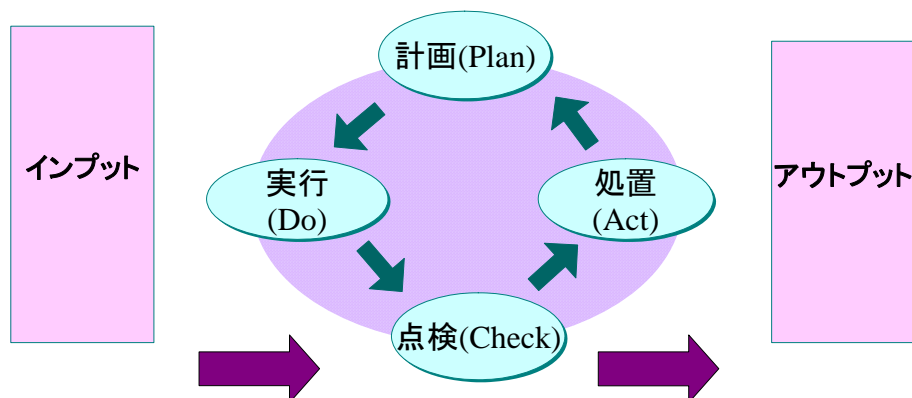 計画(Plan)
インプット
実行
(Do)
処置
(Act)
アウトプット
点検(Check)